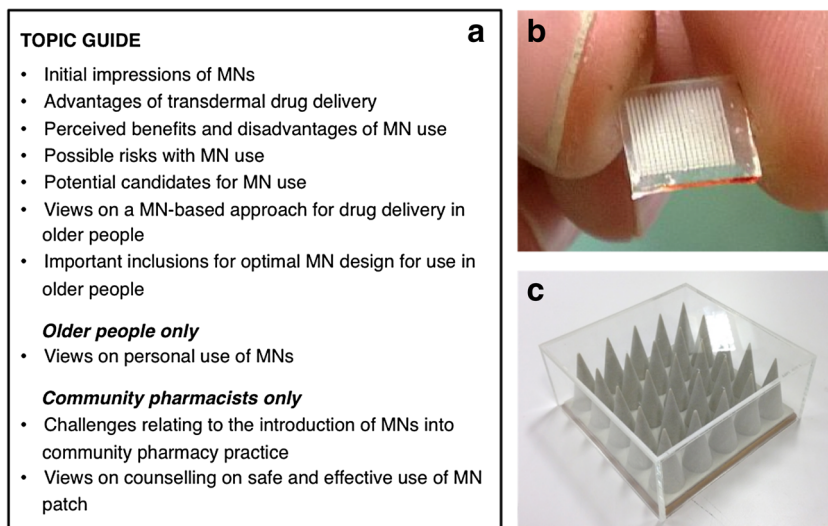 TOPIC GUIDE
a
• Initial impressions of MNs
• Advantages of transdermal drug delivery
• Perceived benefits and disadvantages of MN use
• Possible risks with MN use
• Potential candidates for MN use
• Views on a MN-based approach for drug delivery in
older people
• Important inclusions for optimal MN design for use in
older people
Older people only
• Views on personal use of MNs
Community pharmacists only
• Challenges relating to the introduction of MNs into
community pharmacy practice
• Views on counselling on safe and effective use of MN
patch
b
c